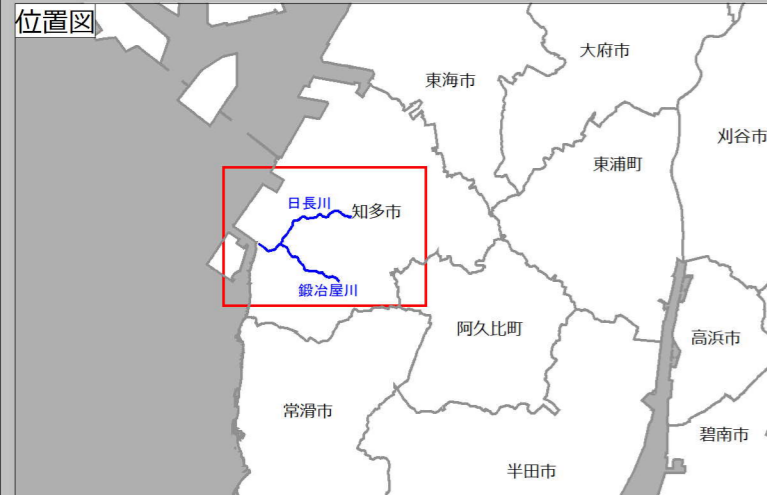 位置図
大府市
東海市
刈谷市
東浦町
日長川
知多市
鍛冶屋川
阿久比町
高浜市
常滑市
碧南市
半田市